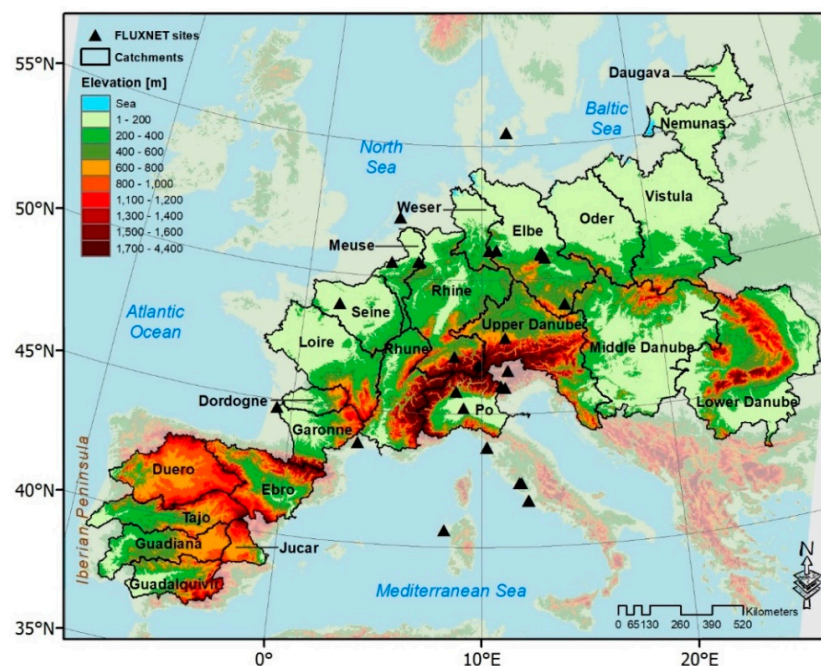 FLUXNET sites
Catchments
Elevation [m]
Sea
1 - 200
200 - 400
400 - 600
600 - 800
800 - 1,000
1,100 - 1,200
1,300 - 1,400
1,500 - 1,600
1,700 - 4,400
55°N
50°N
45°N
40°N
35°N
0°
10°E
20°E
Daugava
Baltic
Sea
Nemunas
North
Sea
Weser
Elbe
Oder
Vistula
Meuse
Rhine
Atlantic
Ocean
Seine
Loire
Rhune
Upper Danube
Middle Danube
Lower Danube
Dordogne
Garonne
Po
Iberian Peninsula
Duero
Ebro
Tajo
Guadiana
Jucar
Guadalquivir
Mediterranean Sea
N
Kilometers
0 65 130 260 390 520